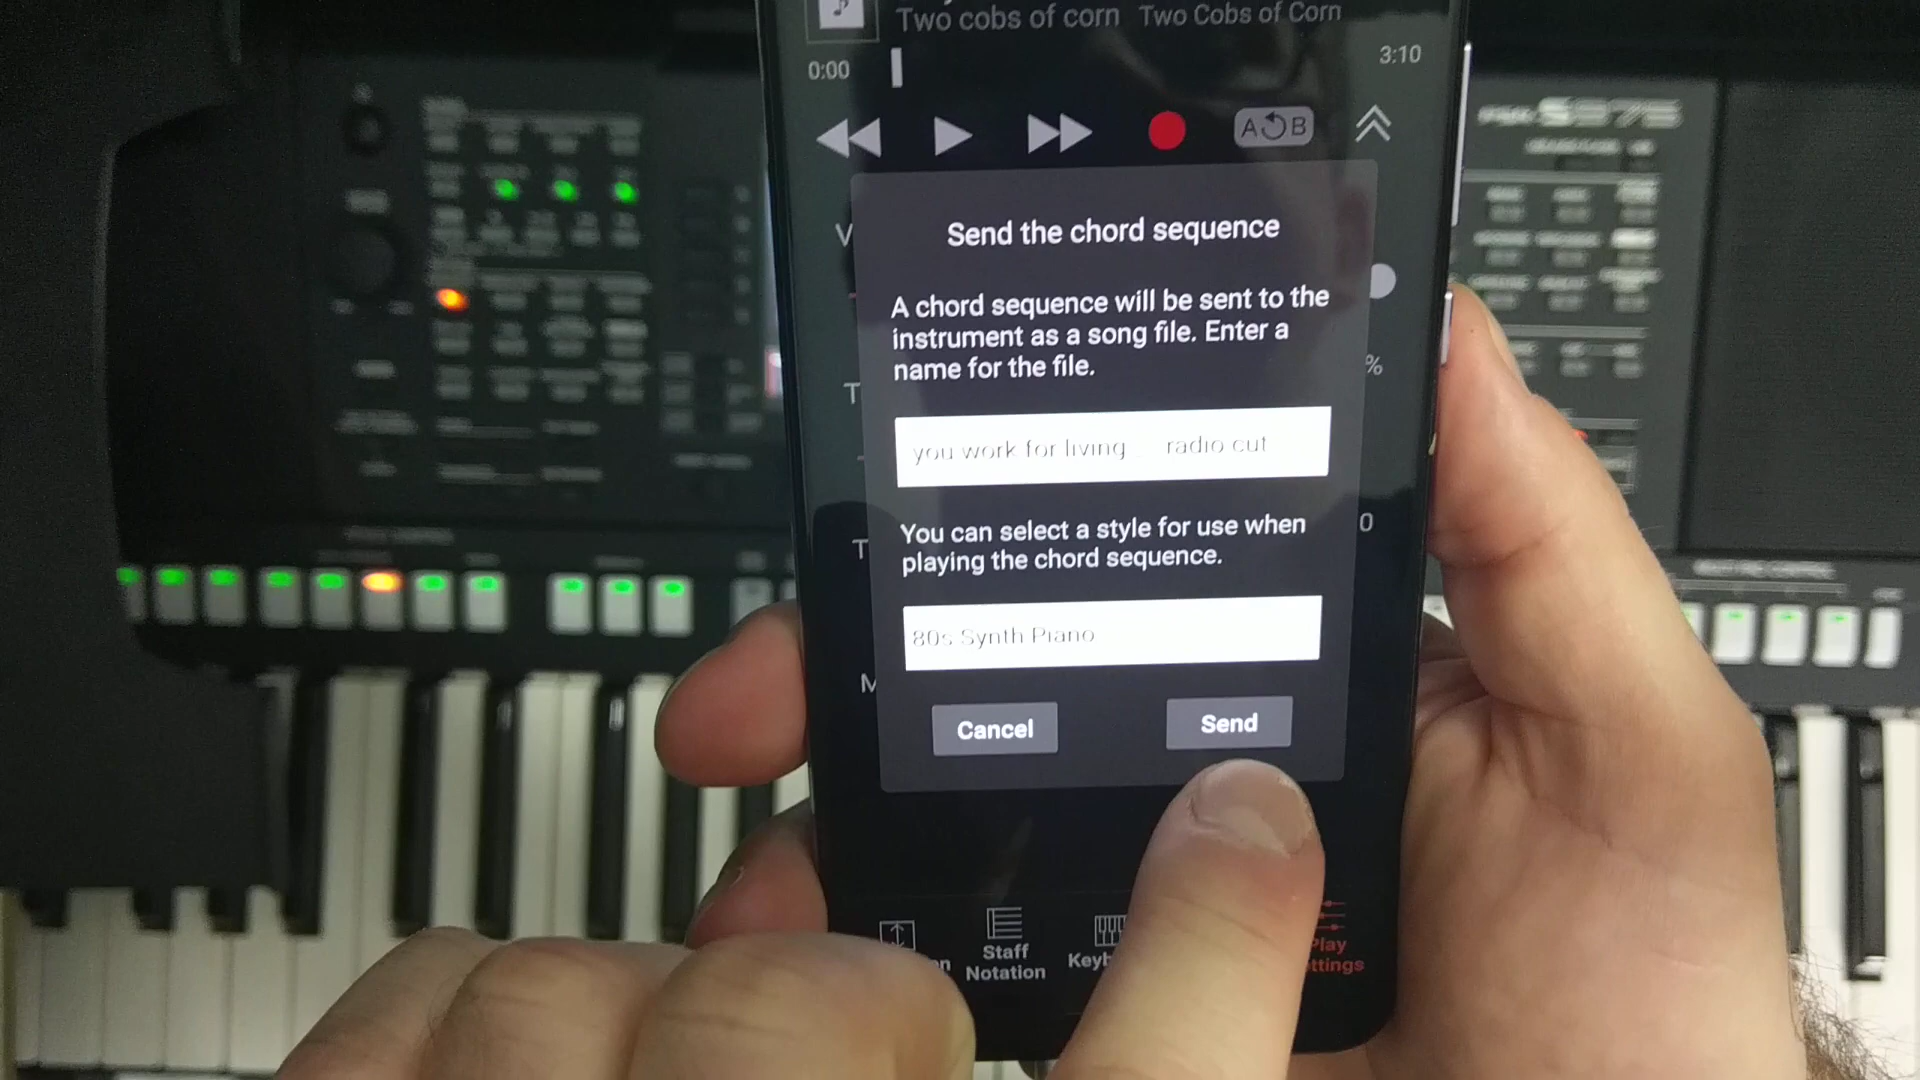 Two cobs of corn Two Cobs of Corn
0:00
3:10
A B
Send the chord sequence
A chord sequence will be sent to the
instrument as a song file. Enter a
name for the file.
%
you work for living _ radio cut
You can select a style for use when
playing the chord sequence.
0
80s Synth Piano
Cancel
Send
Staff
Notation
Play